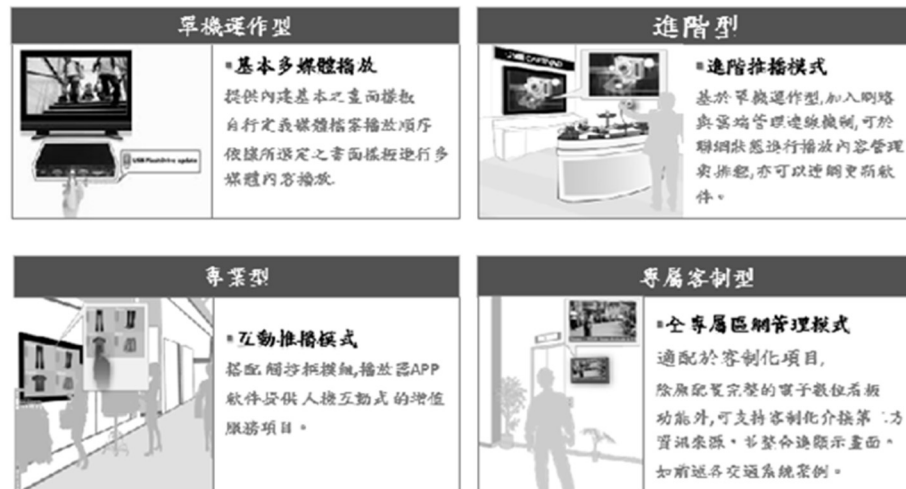 單機運作型
▪基本多媒體播放
提供內建基本之畫面樣板
自行定義媒體檔案播放順序
依據所選定之畫面樣板進行多
媒體內容播放.
USB Flashdrive update
進階型
▪進階推播模式
基於單機運作型,加入網路
與雲端管理連線機制,可於
聯網狀態進行播放內容管理
與排程,亦可以連網更新軟
件。
專業型
▪互動推播模式
搭配觸控框模組,播放器APP
軟件提供人機互動式的增值
服務項目。
專屬客制型
▪全專屬區網管理模式
適配於客制化項目,
除原配置完整的電子數位看板
功能外,可支持客制化介接第三方
資訊來源,並整合進顯示畫面。
如前述各交通系統案例。